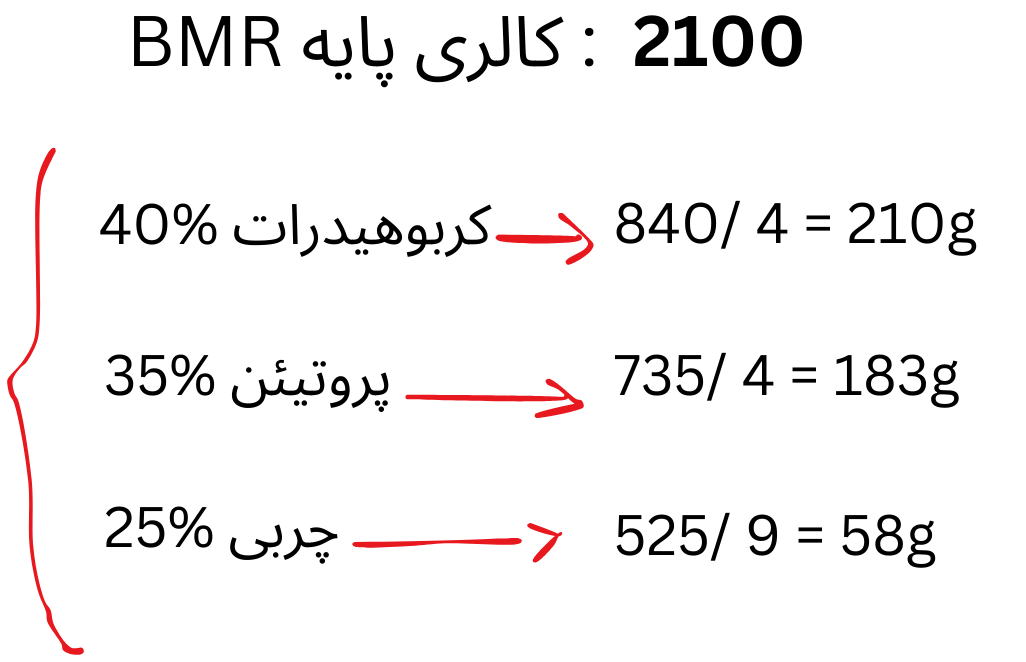 BMR کالری پایه : 2100
40% کربوهیدرات 840/ 4 = 210g
35% پروتیئن 735/ 4 = 183g
25% چربی 525/ 9 = 58g